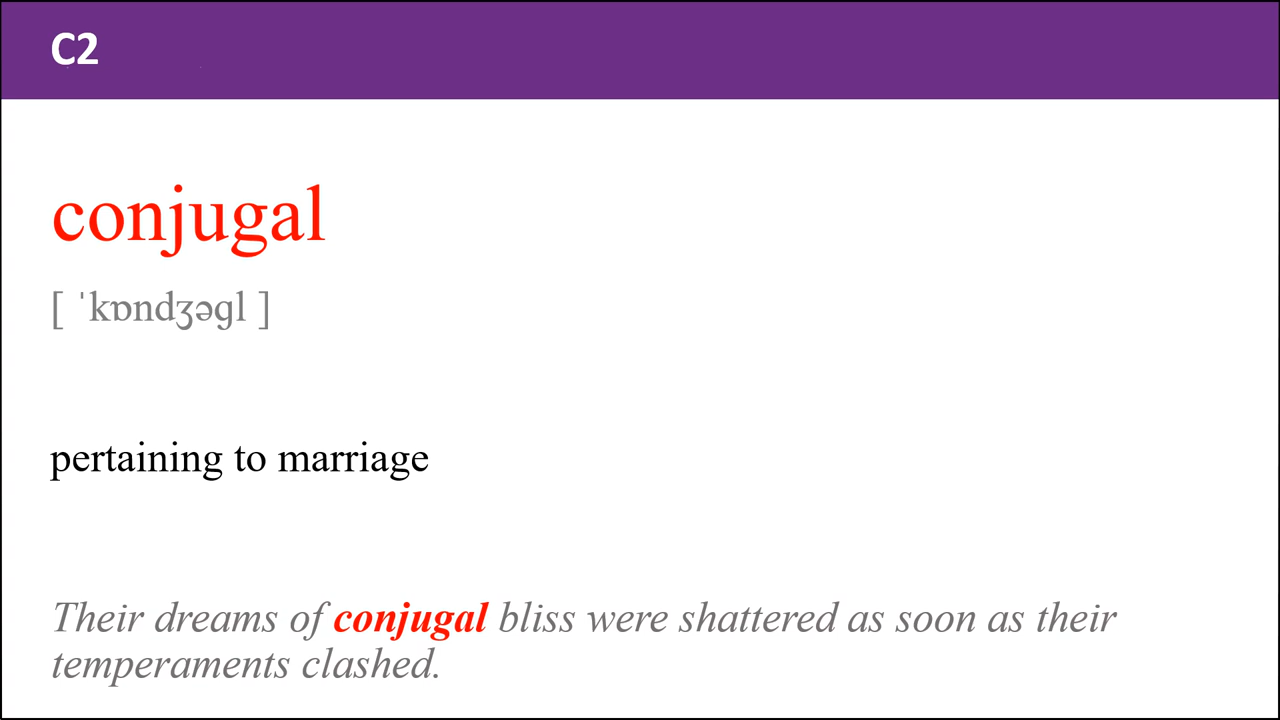 C2
conjugal
[ ˈkɒndʒəgl ]
pertaining to marriage
Their dreams of conjugal bliss were shattered as soon as their
temperaments clashed.